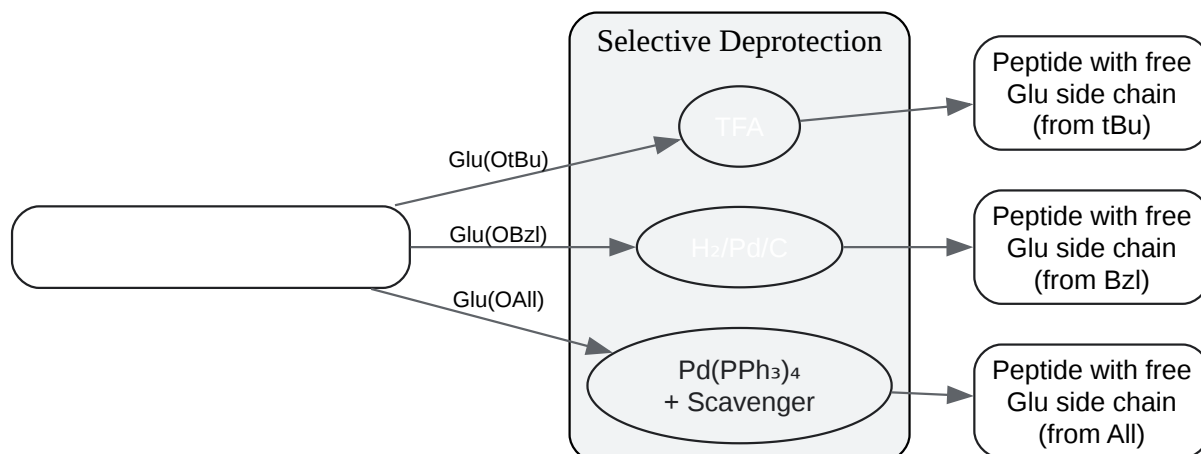 Selective Deprotection
TFA
H₂/Pd/C
Pd(PPh₃)₄
+ Scavenger
Glu(OtBu)
Glu(OBzl)
Glu(OAll)
Peptide with free
Glu side chain
(from tBu)
Peptide with free
Glu side chain
(from Bzl)
Peptide with free
Glu side chain
(from All)